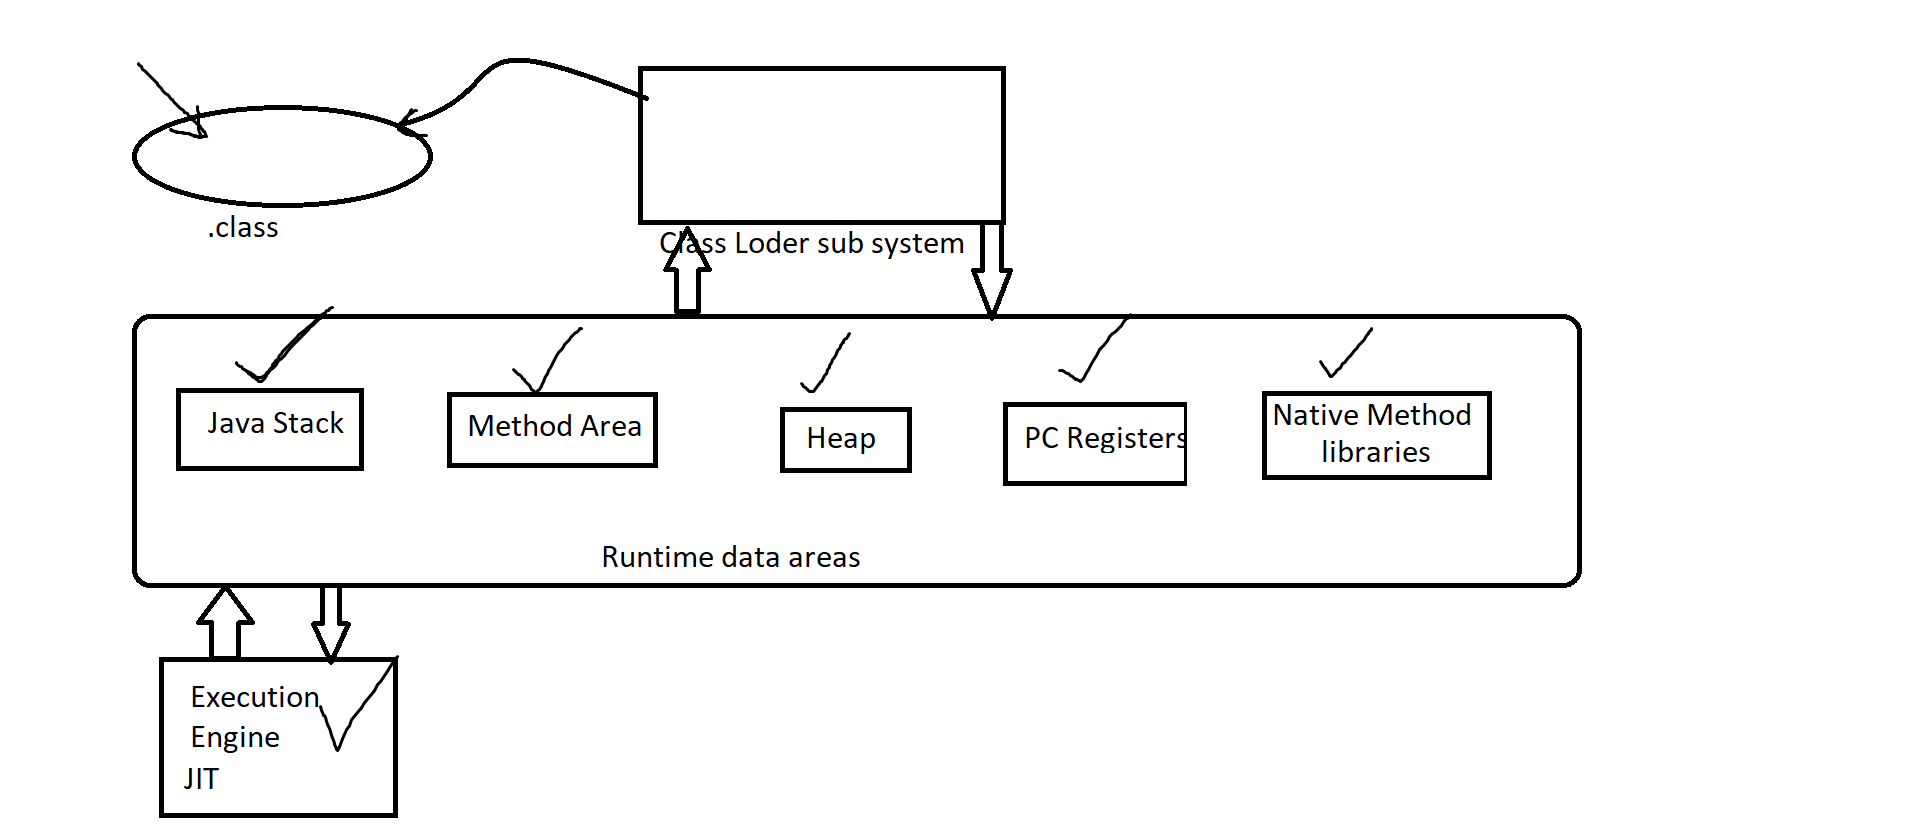 .class
Class Loder sub system
Java Stack
Method Area
Heap
PC Registers
Native Method
libraries
Runtime data areas
Execution
Engine
JIT